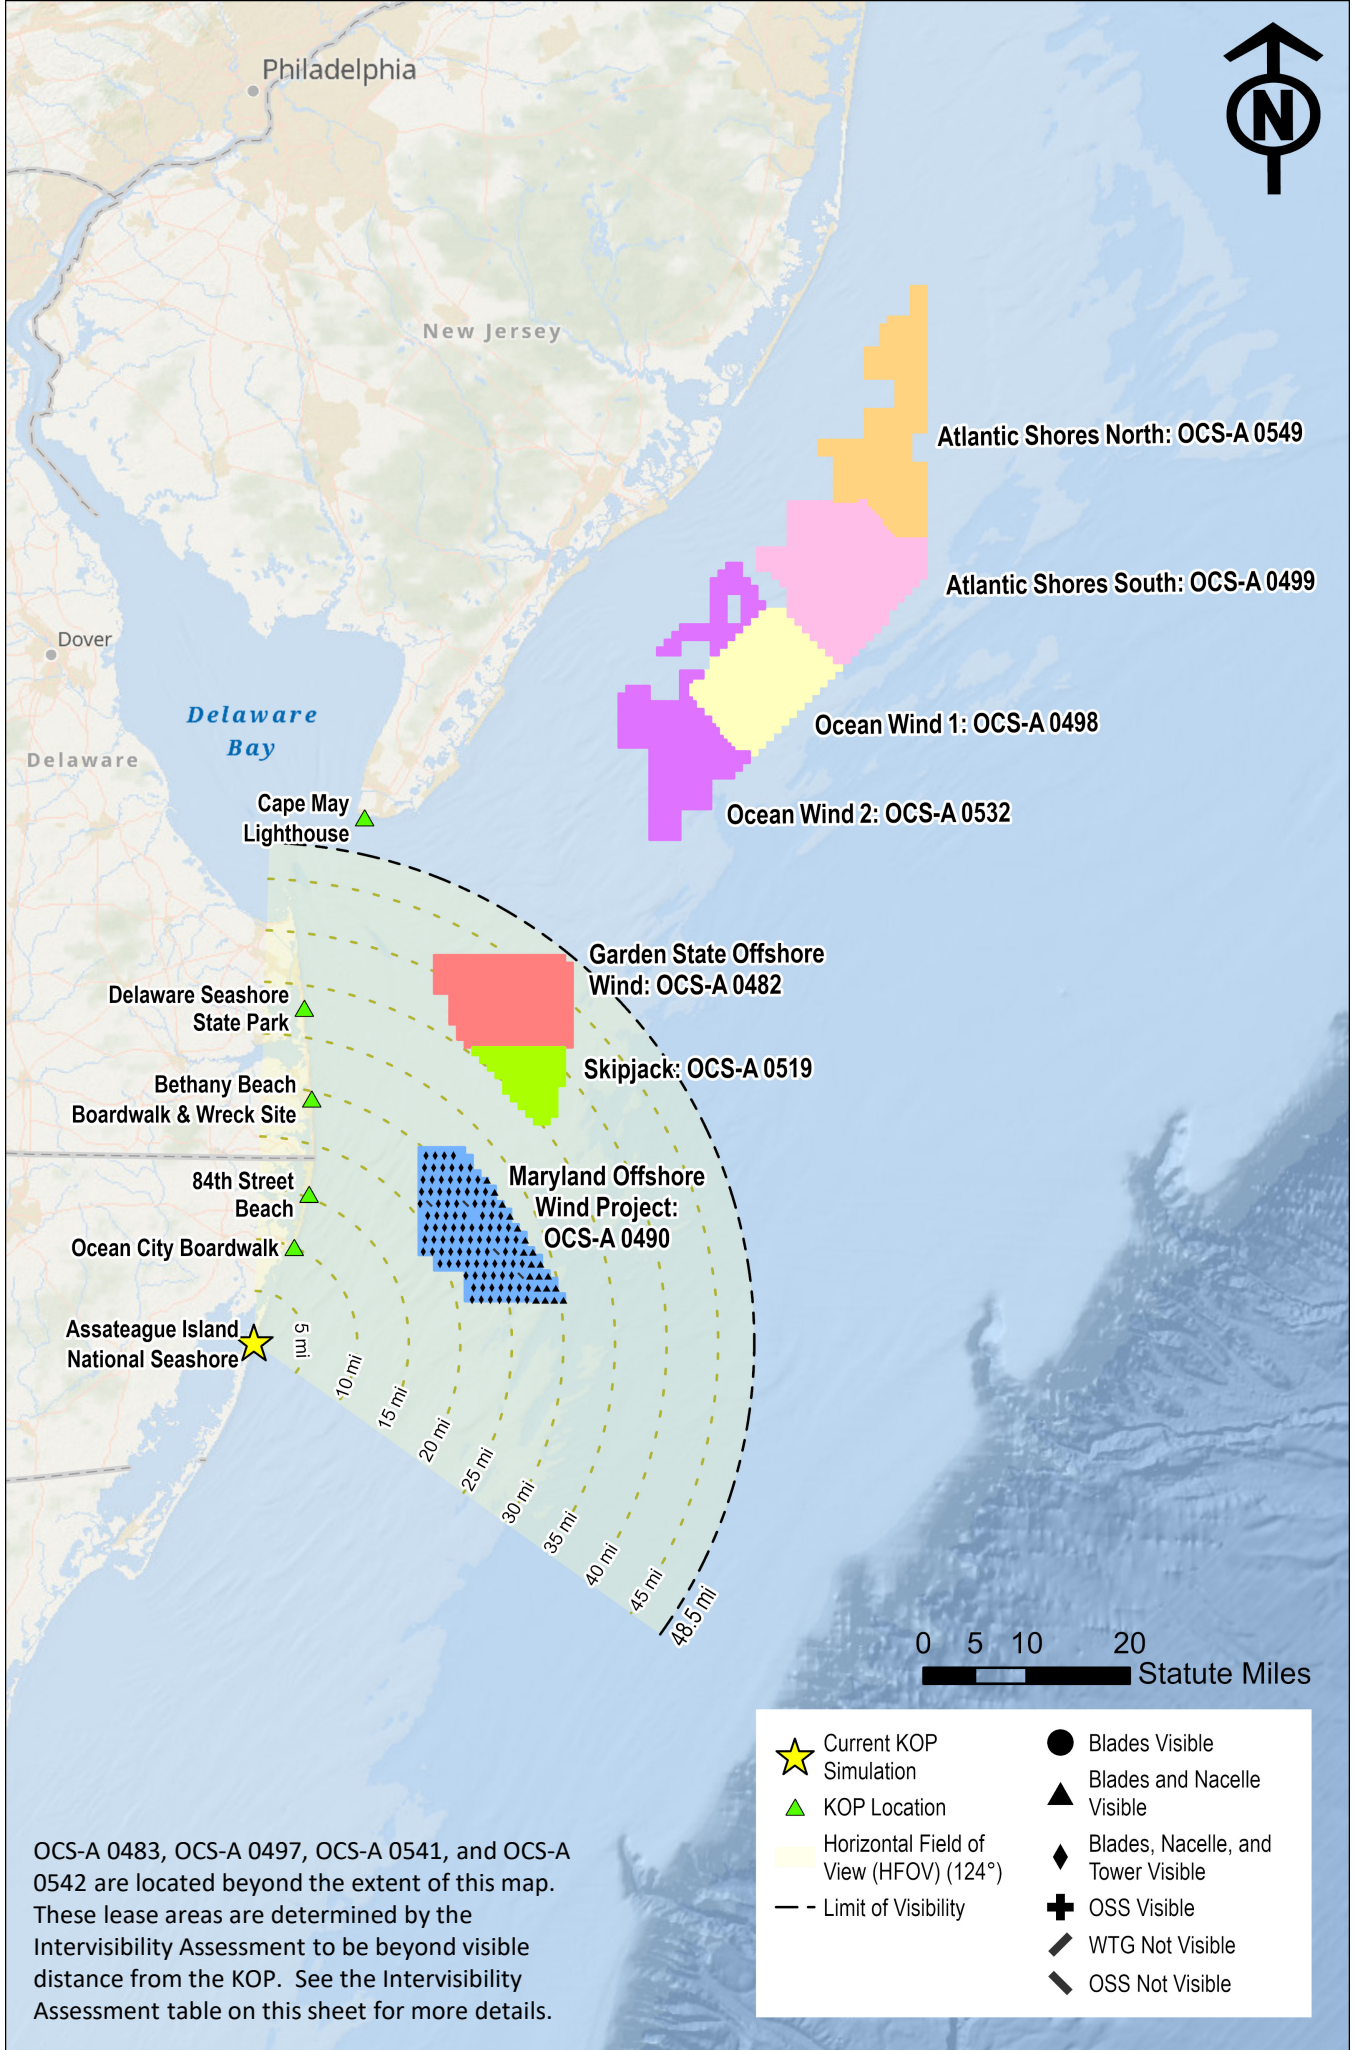 Philadelphia
N
New Jersey
Atlantic Shores North: OCS-A 0549
Atlantic Shores South: OCS-A 0499
Dover
Delaware
Bay
Delaware
Ocean Wind 1: OCS-A 0498
Ocean Wind 2: OCS-A 0532
Cape May
Lighthouse
Garden State Offshore
Wind: OCS-A 0482
Delaware Seashore
State Park
Skipjack: OCS-A 0519
Bethany Beach
Boardwalk & Wreck Site
Maryland Offshore
Wind Project:
OCS-A 0490
84th Street
Beach
Ocean City Boardwalk
Assateague Island
National Seashore
5 mi
10 mi
15 mi
20 mi
25 mi
30 mi
35 mi
40 mi
45 mi
48.5 mi
0 5 10 20
Statute Miles
Current KOP
Simulation
KOP Location
Horizontal Field of
View (HFOV) (124°)
Limit of Visibility
Blades Visible
Blades and Nacelle
Visible
Blades, Nacelle, and
Tower Visible
OSS Visible
WTG Not Visible
OSS Not Visible
OCS-A 0483, OCS-A 0497, OCS-A 0541, and OCS-A
0542 are located beyond the extent of this map.
These lease areas are determined by the
Intervisibility Assessment to be beyond visible
distance from the KOP.  See the Intervisibility
Assessment table on this sheet for more details.